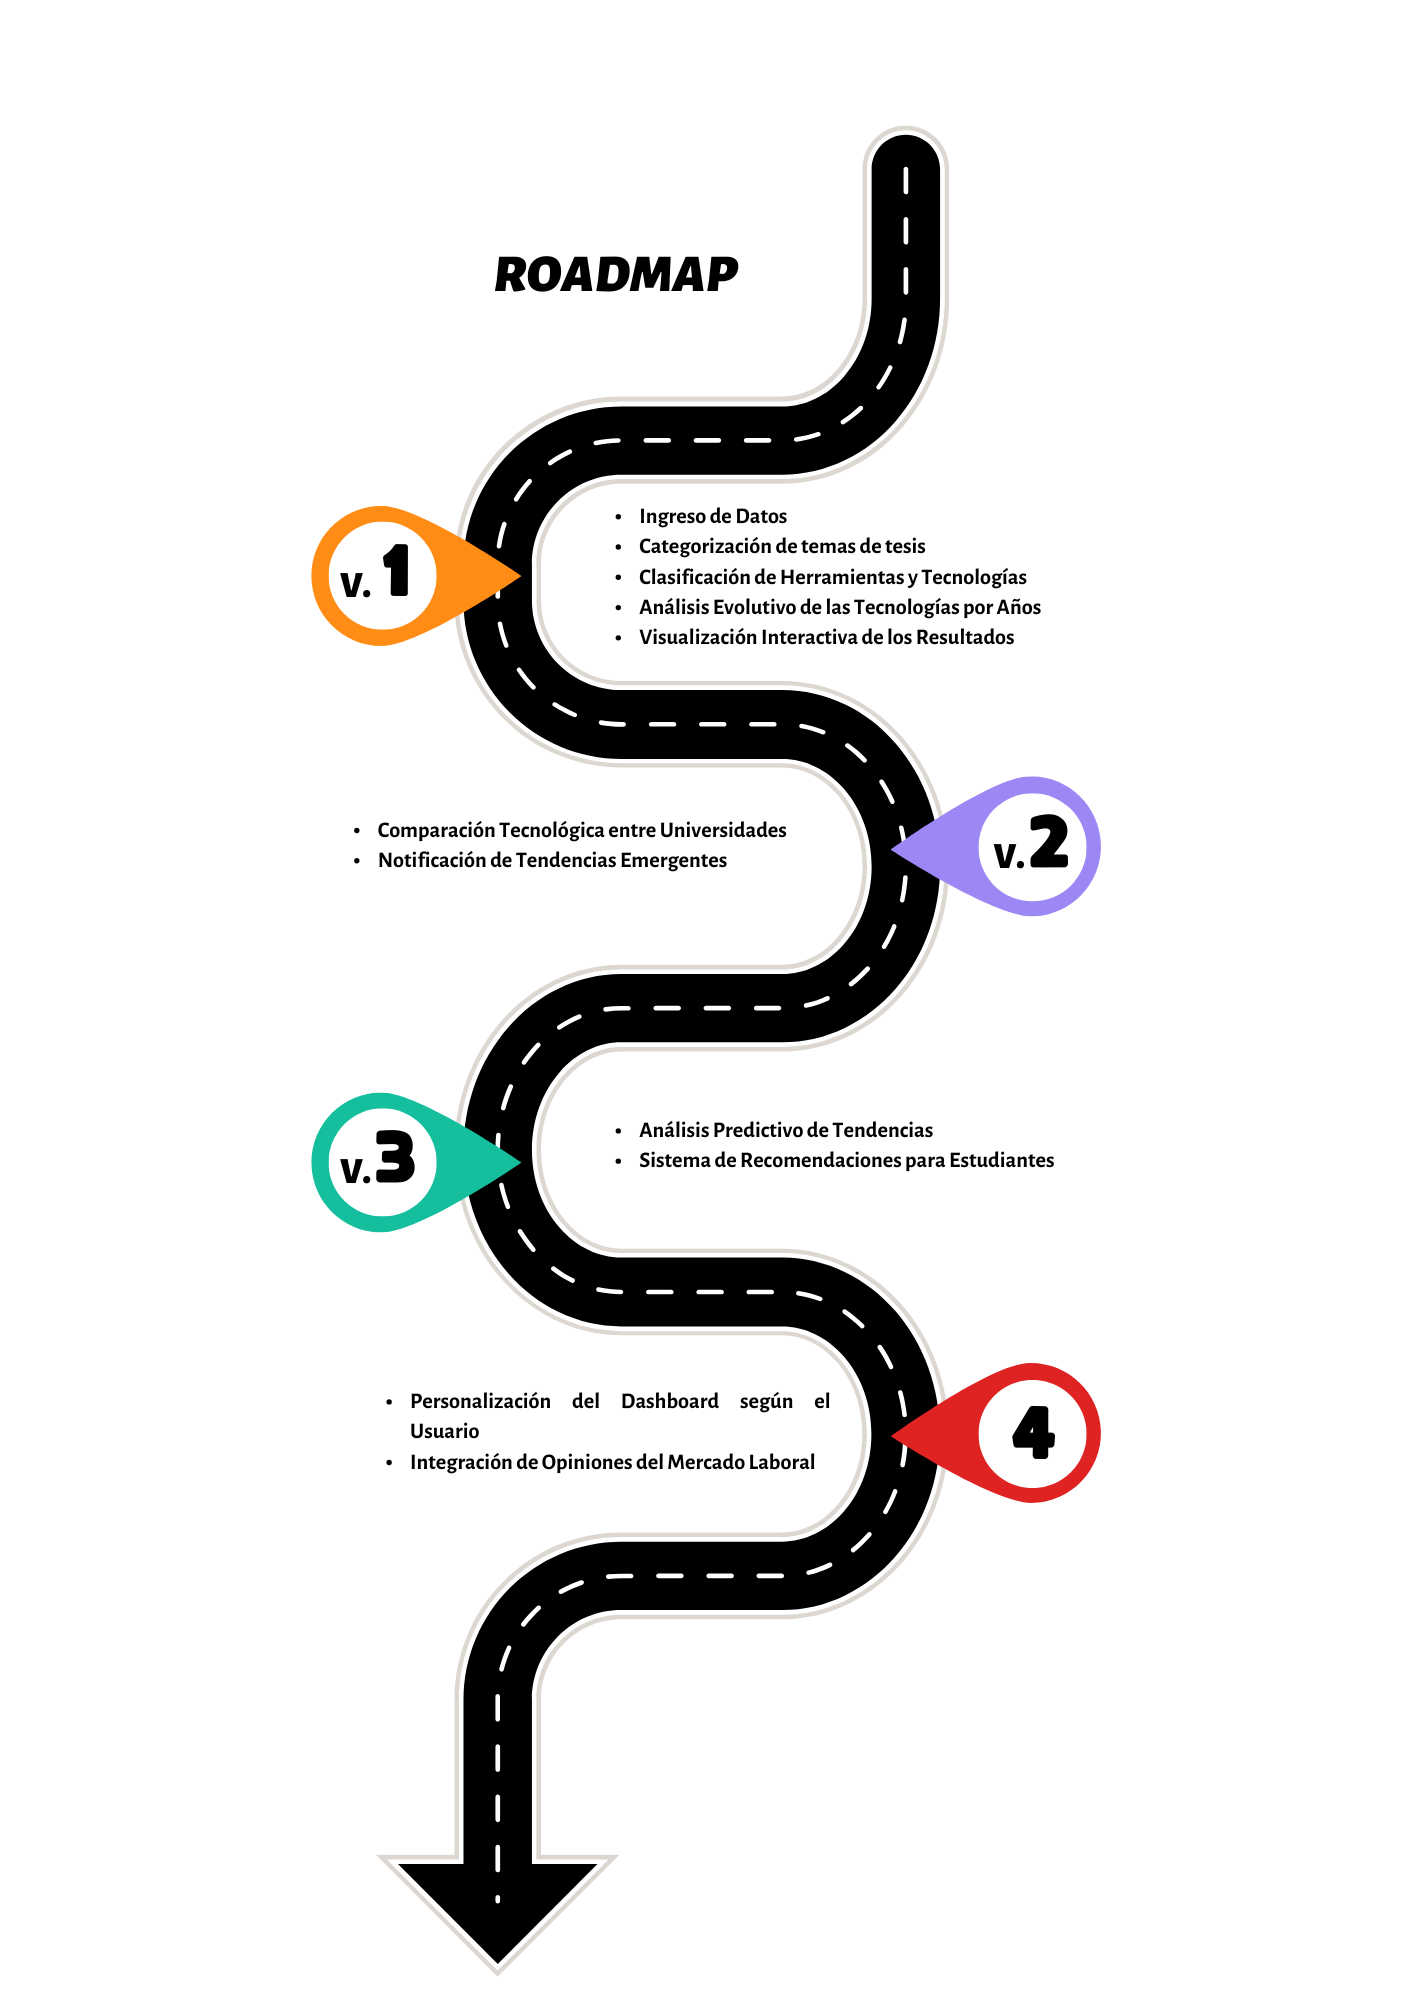 ROADMAP
v. 1
• Ingreso de Datos
• Categorización de temas de tesis
• Clasificación de Herramientas y Tecnologías
• Análisis Evolutivo de las Tecnologías por Años
• Visualización Interactiva de los Resultados
• Comparación Tecnológica entre Universidades
• Notificación de Tendencias Emergentes
v.2
v.3
• Análisis Predictivo de Tendencias
• Sistema de Recomendaciones para Estudiantes
• Personalización del Dashboard según el
Usuario
• Integración de Opiniones del Mercado Laboral
4